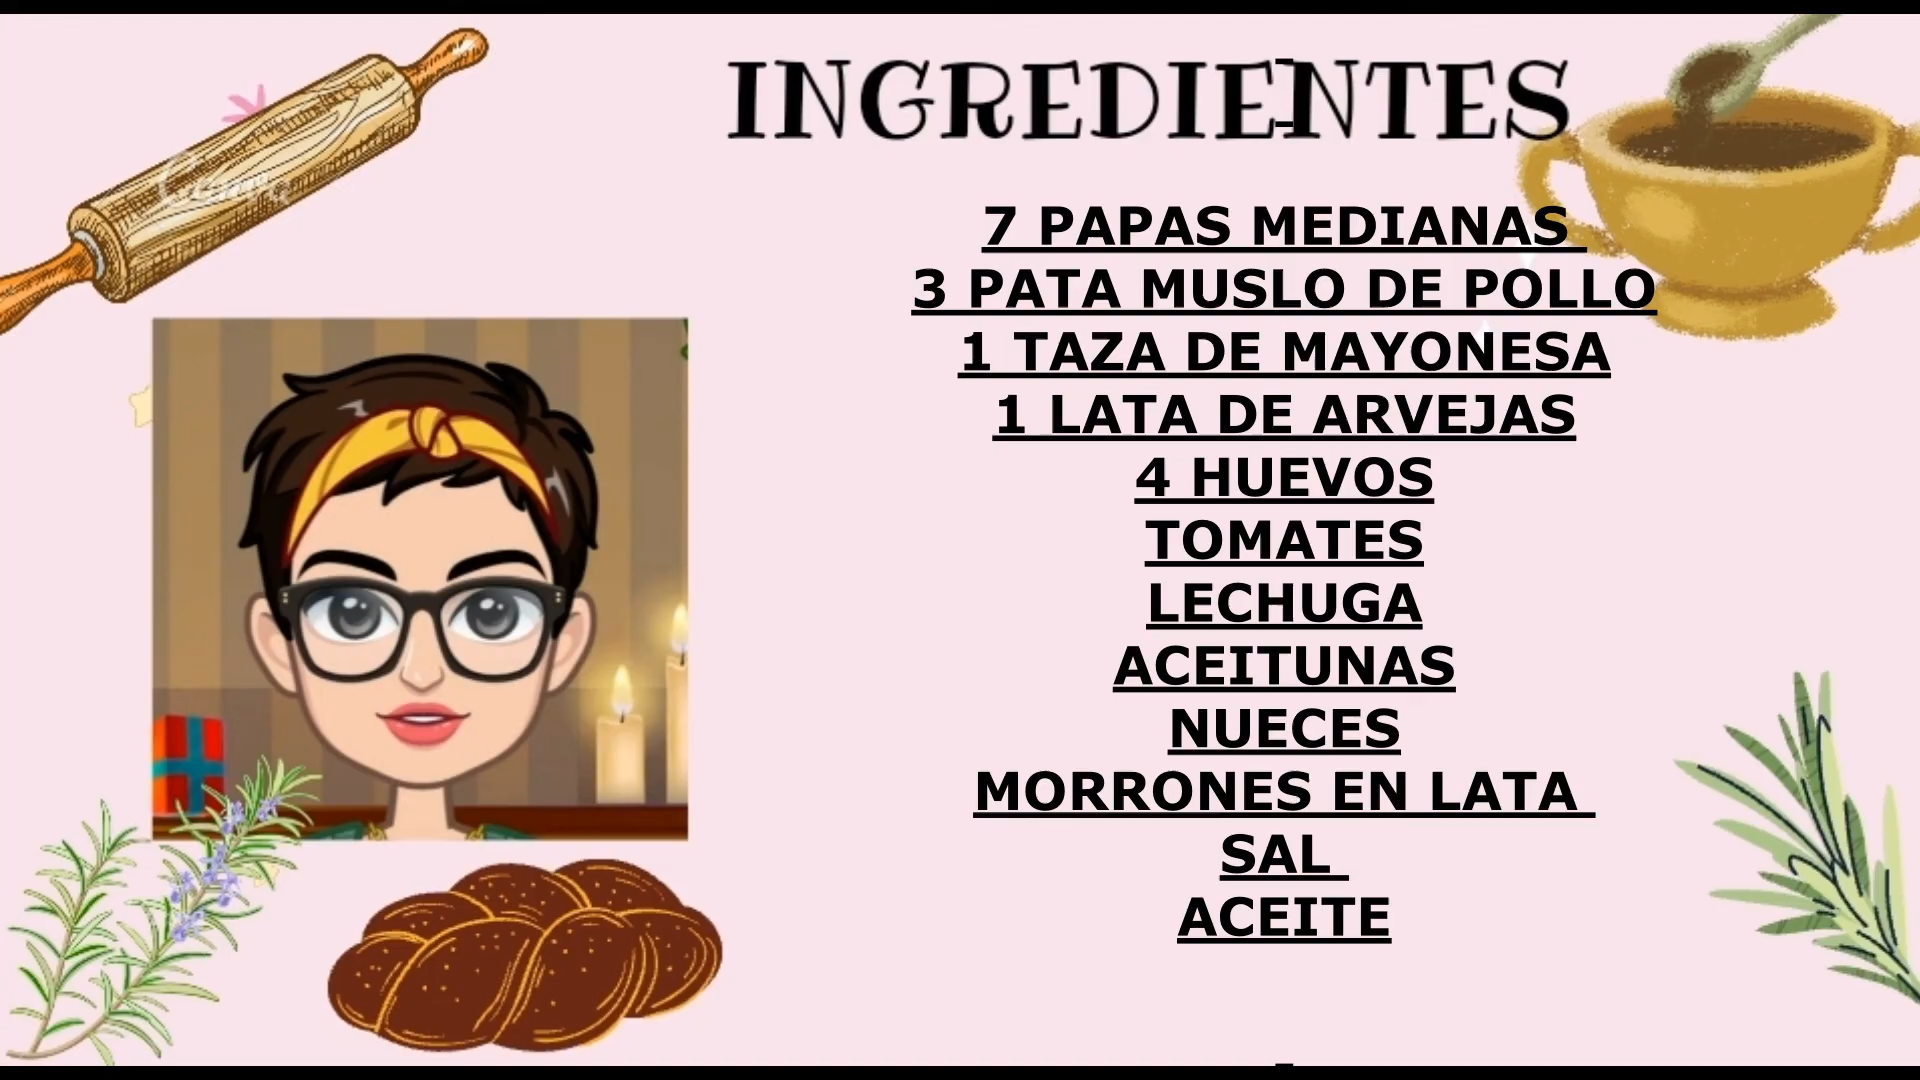 INGREDIENTES
7 PAPAS MEDIANAS
3 PATA MUSLO DE POLLO
1 TAZA DE MAYONESA
1 LATA DE ARVEJAS
4 HUEVOS
TOMATES
LECHUGA
ACEITUNAS
NUECES
MORRONES EN LATA
SAL
ACEITE
Canva